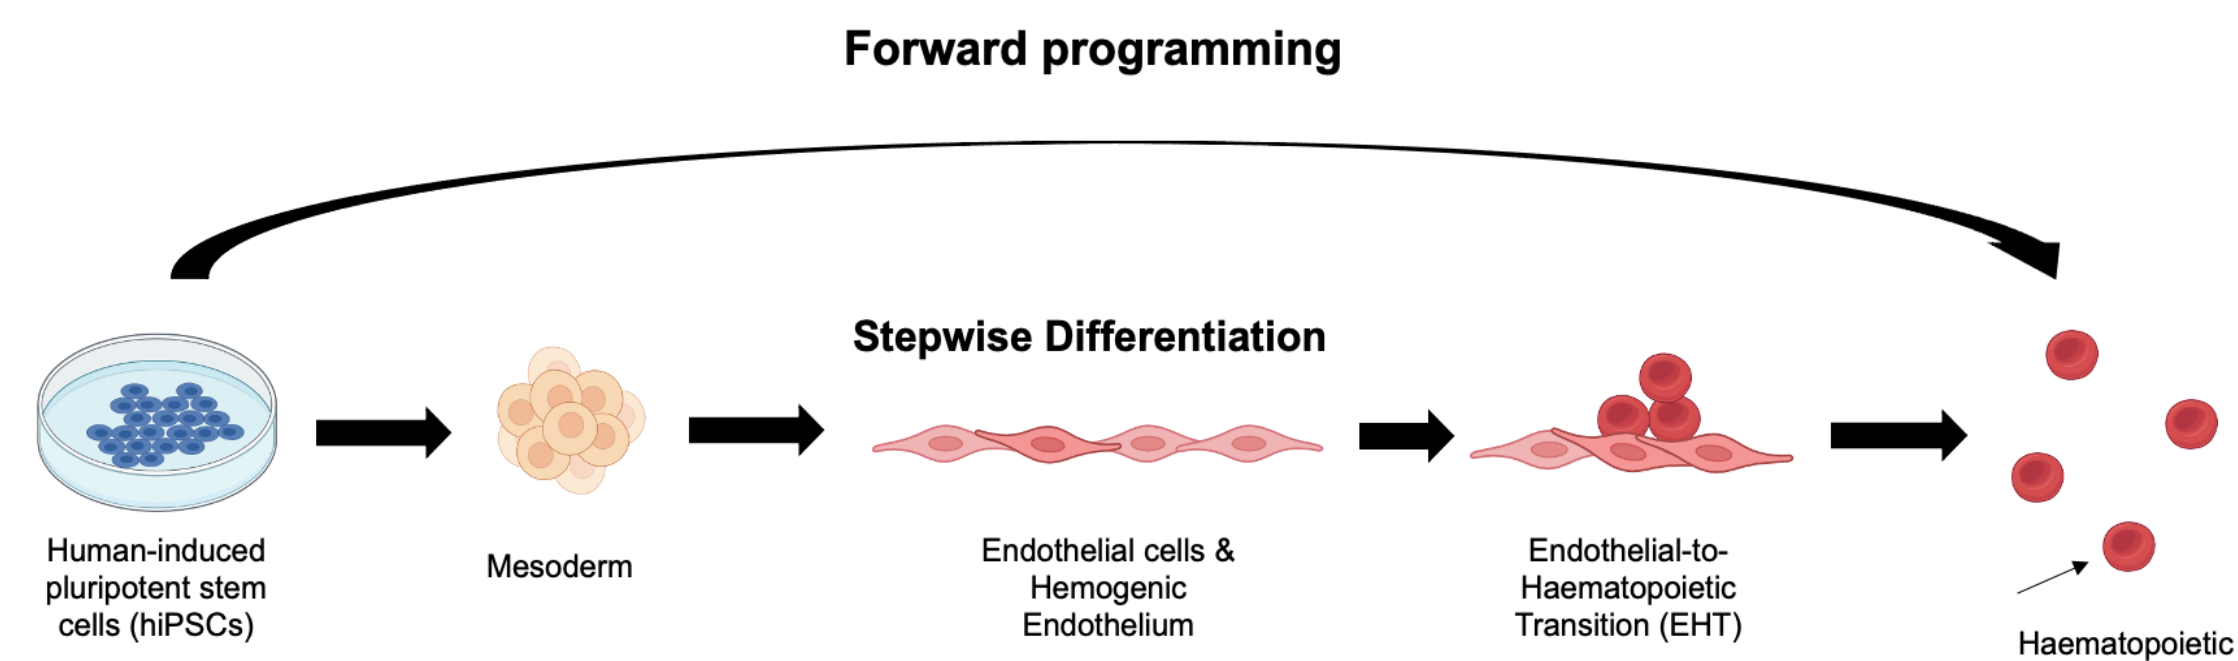 Forward programming
Stepwise Differentiation
Human-induced
pluripotent stem
cells (hiPSCs)
Mesoderm
Endothelial cells &
Hemogenic
Endothelium
Endothelial-to-
Haematopoietic
Transition (EHT)
Haematopoietic